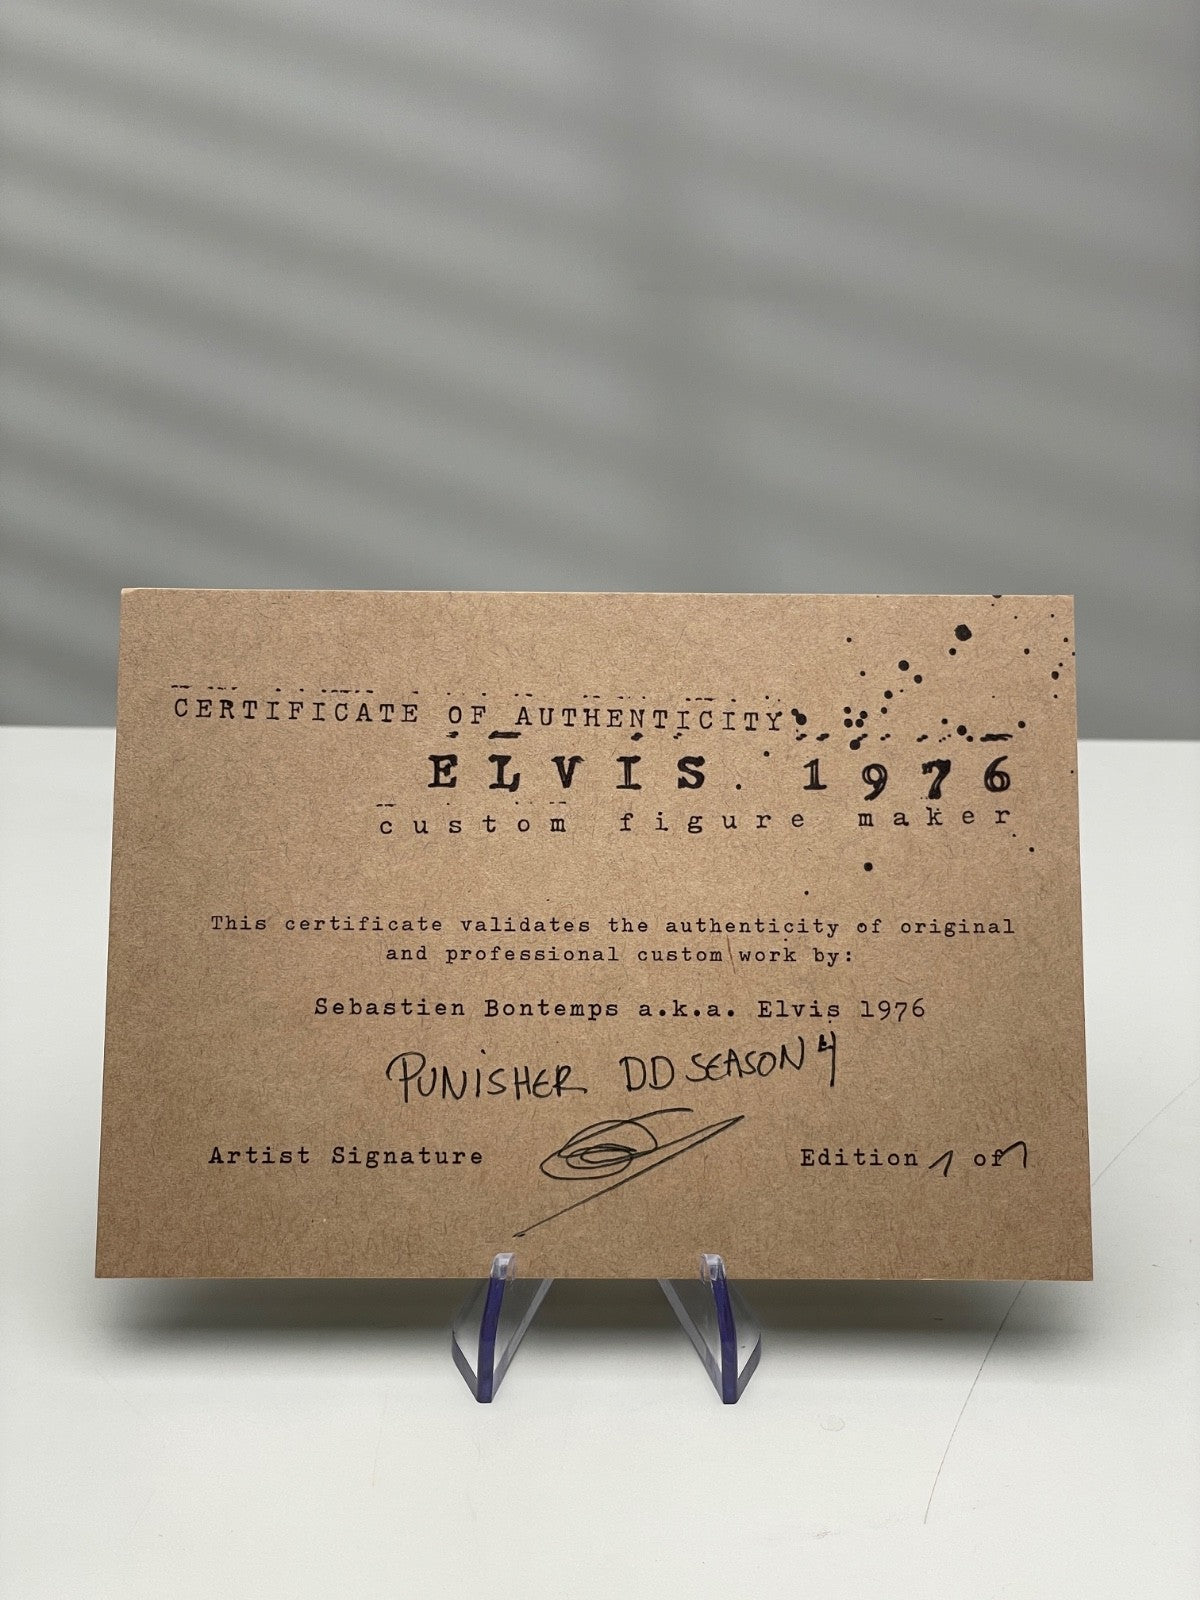 CERTIFICATE OF AUTHENTICITY
ELVIS.1976
custom figure maker
This certificate validates the authenticity of original
and professional custom work by:
Sebastien Bontemps a.k.a. Elvis 1976
PUNISHER DD SEASON 4
Artist Signature
Edition 1 of 1